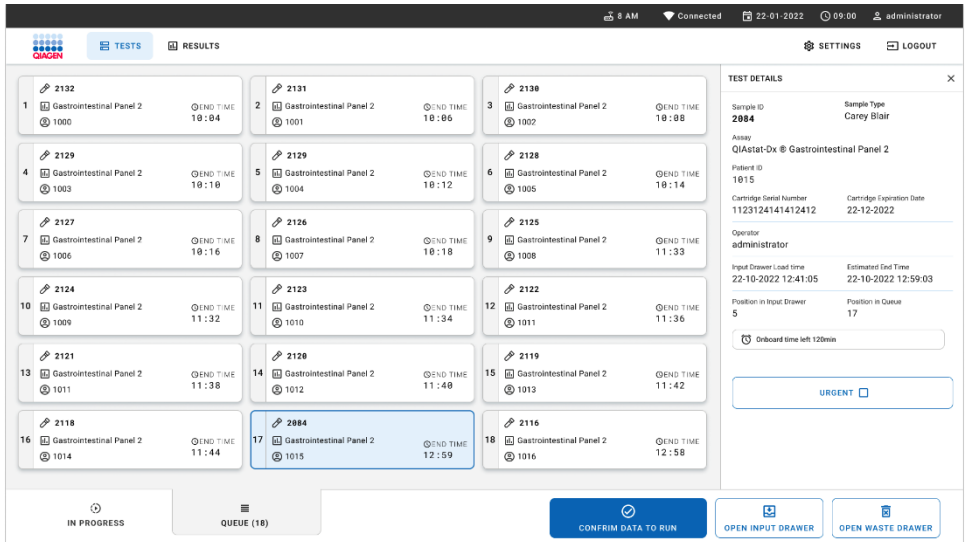 8 AM Connected 22-01-2022 09:00 administrator
QIAGEN TESTS RESULTS SETTINGS LOGOUT
1 2132 Gastrointestinal Panel 2 1000 END TIME 10:04
2 2131 Gastrointestinal Panel 2 1001 END TIME 10:06
3 2130 Gastrointestinal Panel 2 1002 END TIME 10:08
4 2129 Gastrointestinal Panel 2 1003 END TIME 10:10
5 2129 Gastrointestinal Panel 2 1004 END TIME 10:12
6 2128 Gastrointestinal Panel 2 1005 END TIME 10:14
7 2127 Gastrointestinal Panel 2 1006 END TIME 10:16
8 2126 Gastrointestinal Panel 2 1007 END TIME 10:18
9 2125 Gastrointestinal Panel 2 1008 END TIME 11:33
10 2124 Gastrointestinal Panel 2 1009 END TIME 11:32
11 2123 Gastrointestinal Panel 2 1010 END TIME 11:34
12 2122 Gastrointestinal Panel 2 1011 END TIME 11:36
13 2121 Gastrointestinal Panel 2 1011 END TIME 11:38
14 2120 Gastrointestinal Panel 2 1012 END TIME 11:40
15 2119 Gastrointestinal Panel 2 1013 END TIME 11:42
16 2118 Gastrointestinal Panel 2 1014 END TIME 11:44
17 2084 Gastrointestinal Panel 2 1015 END TIME 12:59
18 2116 Gastrointestinal Panel 2 1016 END TIME 12:58
TEST DETAILS
Sample ID Sample Type
2084 Carey Blair
Assay
QIAstat-Dx ® Gastrointestinal Panel 2
Patient ID
1015
Cartridge Serial Number Cartridge Expiration Date
1123124141412412 22-12-2022
Operator
administrator
Input Drawer Load time Estimated End Time
22-10-2022 12:41:05 22-10-2022 12:59:03
Position in Input Drawer Position in Queue
5 17
Onboard time left 120min
URGENT
IN PROGRESS QUEUE (18) CONFRIM DATA TO RUN OPEN INPUT DRAWER OPEN WASTE DRAWER